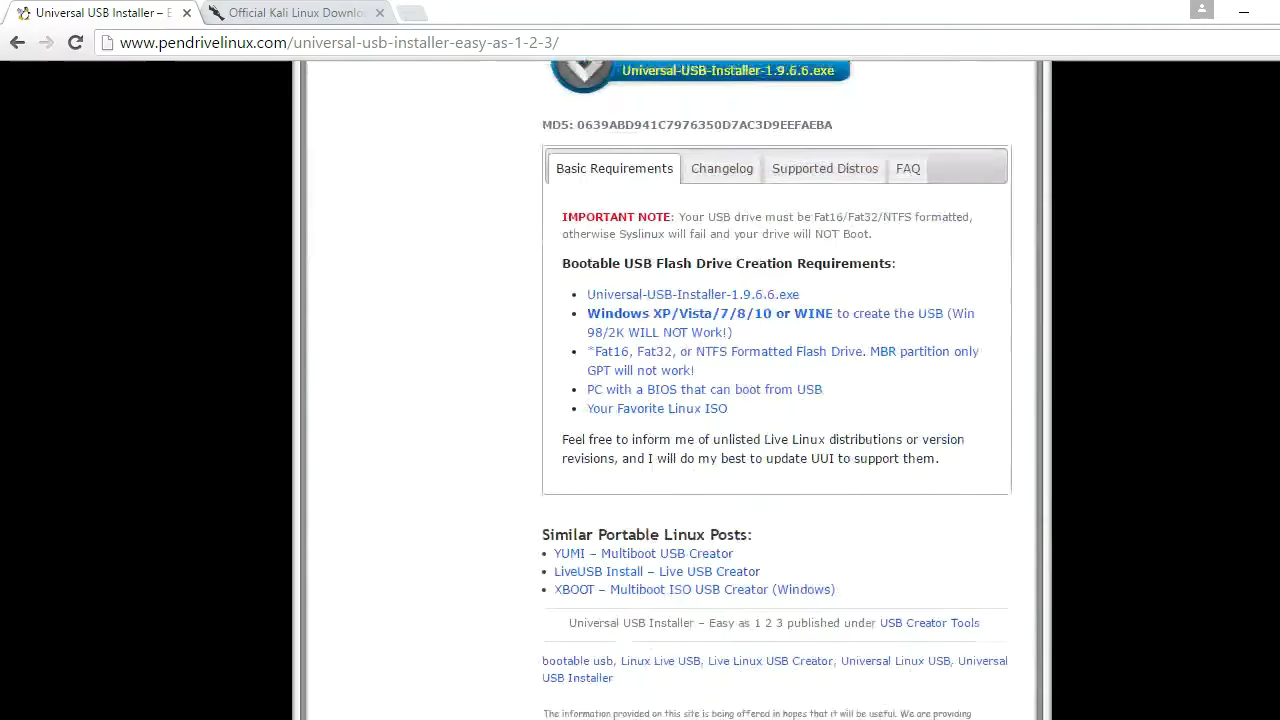 Universal USB Installer – E
Official Kali Linux Downlo
www.pendrivelinux.com/universal-usb-installer-easy-as-1-2-3/
Universal-USB-Installer-1.9.6.6.exe
MD5: 0639ABD941C7976350D7AC3D9EEFAEBA
Basic Requirements Changelog Supported Distros FAQ
IMPORTANT NOTE: Your USB drive must be Fat16/Fat32/NTFS formatted,
otherwise Syslinux will fail and your drive will NOT Boot.
Bootable USB Flash Drive Creation Requirements:
• Universal-USB-Installer-1.9.6.6.exe
• Windows XP/Vista/7/8/10 or WINE to create the USB (Win
98/2K WILL NOT Work!)
• *Fat16, Fat32, or NTFS Formatted Flash Drive. MBR partition only
GPT will not work!
• PC with a BIOS that can boot from USB
• Your Favorite Linux ISO
Feel free to inform me of unlisted Live Linux distributions or version
revisions, and I will do my best to update UUI to support them.
Similar Portable Linux Posts:
• YUMI – Multiboot USB Creator
• LiveUSB Install – Live USB Creator
• XBOOT – Multiboot ISO USB Creator (Windows)
Universal USB Installer – Easy as 1 2 3 published under USB Creator Tools
bootable usb, Linux Live USB, Live Linux USB Creator, Universal Linux USB, Universal
USB Installer
The information provided on this site is being offered in hopes that it will be useful. We are providing